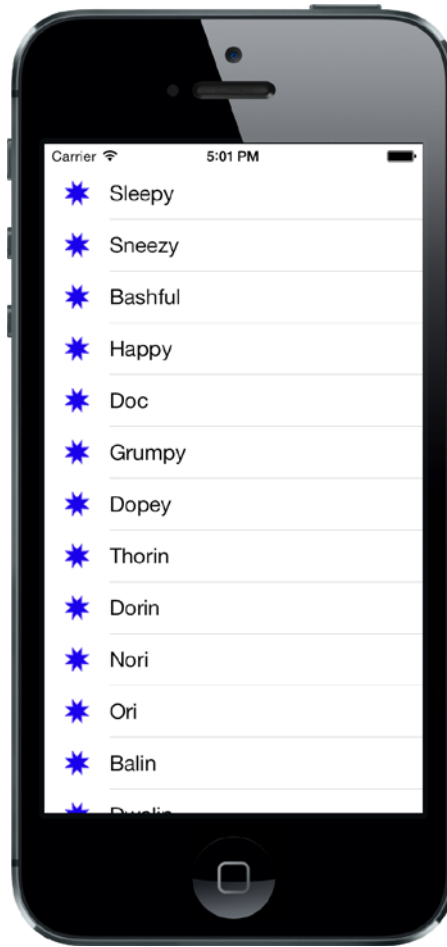 Carrier 5:01 PM
Sleepy
Sneezy
Bashful
Happy
Doc
Grumpy
Dopey
Thorin
Dorin
Nori
Ori
Balin